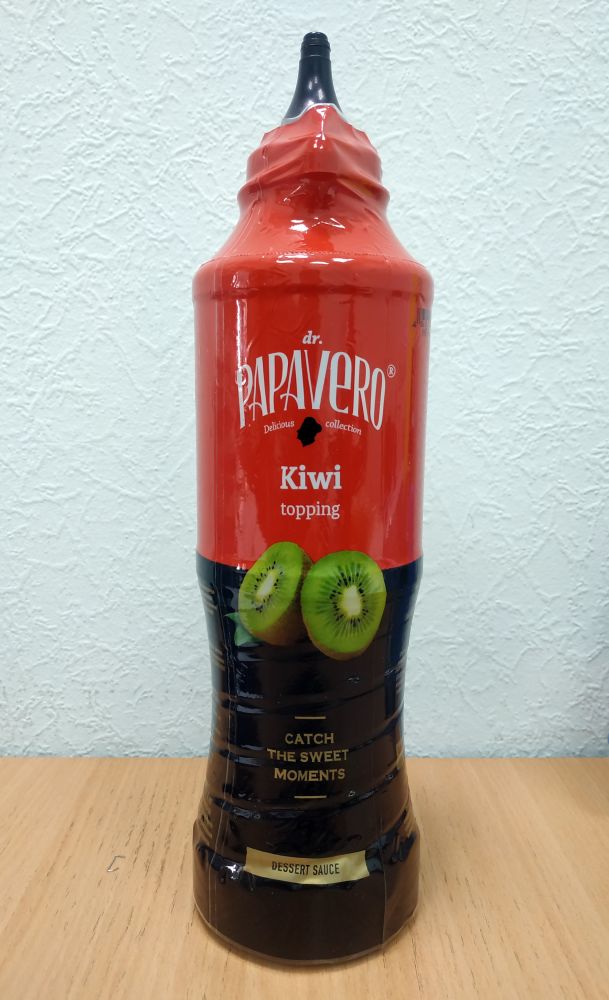 dr.
PAPAVERO®
Delicious collection
Kiwi
topping
CATCH
THE SWEET
MOMENTS
DESSERT SAUCE